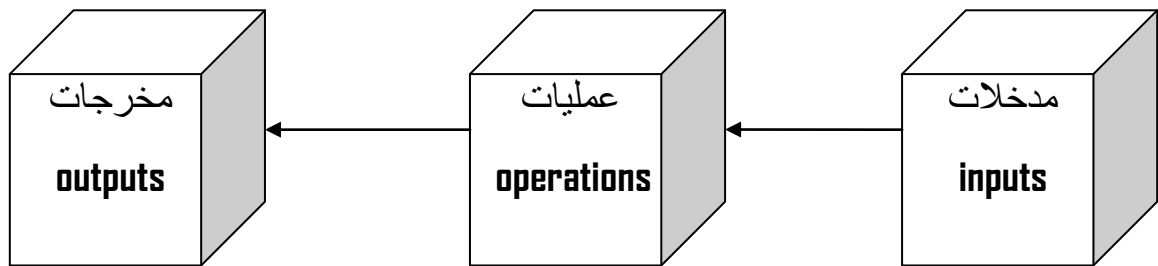 مدخلات
inputs
عمليات
operations
مخرجات
outputs